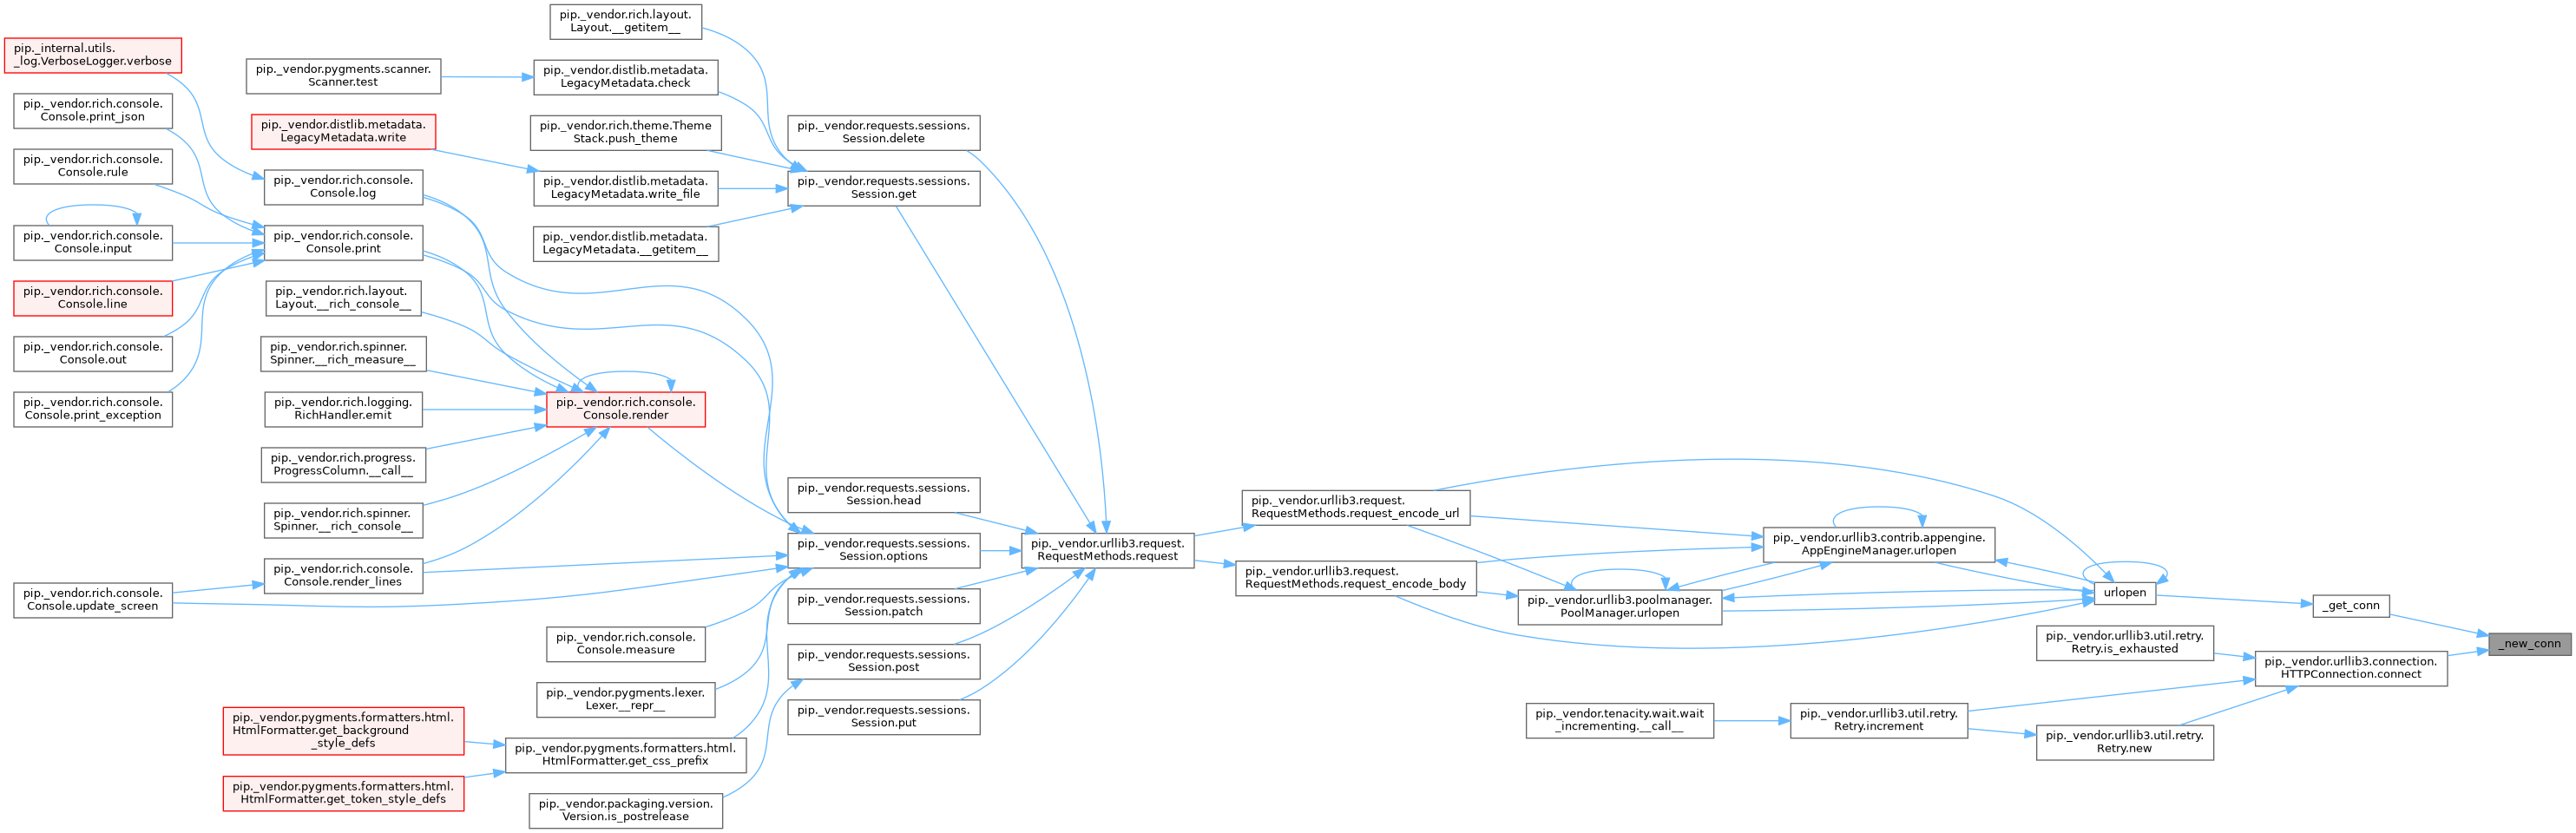 pip._internal.utils.
_log.VerboseLogger.verbose
pip._vendor.rich.console.
Console.print_json
pip._vendor.rich.console.
Console.rule
pip._vendor.rich.console.
Console.input
pip._vendor.rich.console.
Console.line
pip._vendor.rich.console.
Console.out
pip._vendor.rich.console.
Console.print_exception
pip._vendor.rich.console.
Console.update_screen
pip._vendor.pygments.scanner.
Scanner.test
pip._vendor.distlib.metadata.
LegacyMetadata.write
pip._vendor.rich.console.
Console.log
pip._vendor.rich.console.
Console.print
pip._vendor.rich.layout.
Layout.__rich_console__
pip._vendor.rich.spinner.
Spinner.__rich_measure__
pip._vendor.rich.logging.
RichHandler.emit
pip._vendor.rich.progress.
ProgressColumn.__call__
pip._vendor.rich.spinner.
Spinner.__rich_console__
pip._vendor.rich.console.
Console.render_lines
pip._vendor.pygments.formatters.html.
HtmlFormatter.get_background
_style_defs
pip._vendor.pygments.formatters.html.
HtmlFormatter.get_token_style_defs
pip._vendor.rich.layout.
Layout.__getitem__
pip._vendor.distlib.metadata.
LegacyMetadata.check
pip._vendor.rich.theme.Theme
Stack.push_theme
pip._vendor.distlib.metadata.
LegacyMetadata.write_file
pip._vendor.distlib.metadata.
LegacyMetadata.__getitem__
pip._vendor.rich.console.
Console.render
pip._vendor.rich.console.
Console.measure
pip._vendor.pygments.lexer.
Lexer.__repr__
pip._vendor.pygments.formatters.html.
HtmlFormatter.get_css_prefix
pip._vendor.packaging.version.
Version.is_postrelease
pip._vendor.requests.sessions.
Session.delete
pip._vendor.requests.sessions.
Session.get
pip._vendor.requests.sessions.
Session.head
pip._vendor.requests.sessions.
Session.options
pip._vendor.requests.sessions.
Session.patch
pip._vendor.requests.sessions.
Session.post
pip._vendor.requests.sessions.
Session.put
pip._vendor.urllib3.request.
RequestMethods.request
pip._vendor.urllib3.request.
RequestMethods.request_encode_url
pip._vendor.urllib3.request.
RequestMethods.request_encode_body
pip._vendor.urllib3.poolmanager.
PoolManager.urlopen
pip._vendor.tenacity.wait.wait
_incrementing.__call__
pip._vendor.urllib3.contrib.appengine.
AppEngineManager.urlopen
pip._vendor.urllib3.util.retry.
Retry.increment
urlopen
pip._vendor.urllib3.util.retry.
Retry.is_exhausted
pip._vendor.urllib3.util.retry.
Retry.new
_get_conn
pip._vendor.urllib3.connection.
HTTPConnection.connect
_new_conn